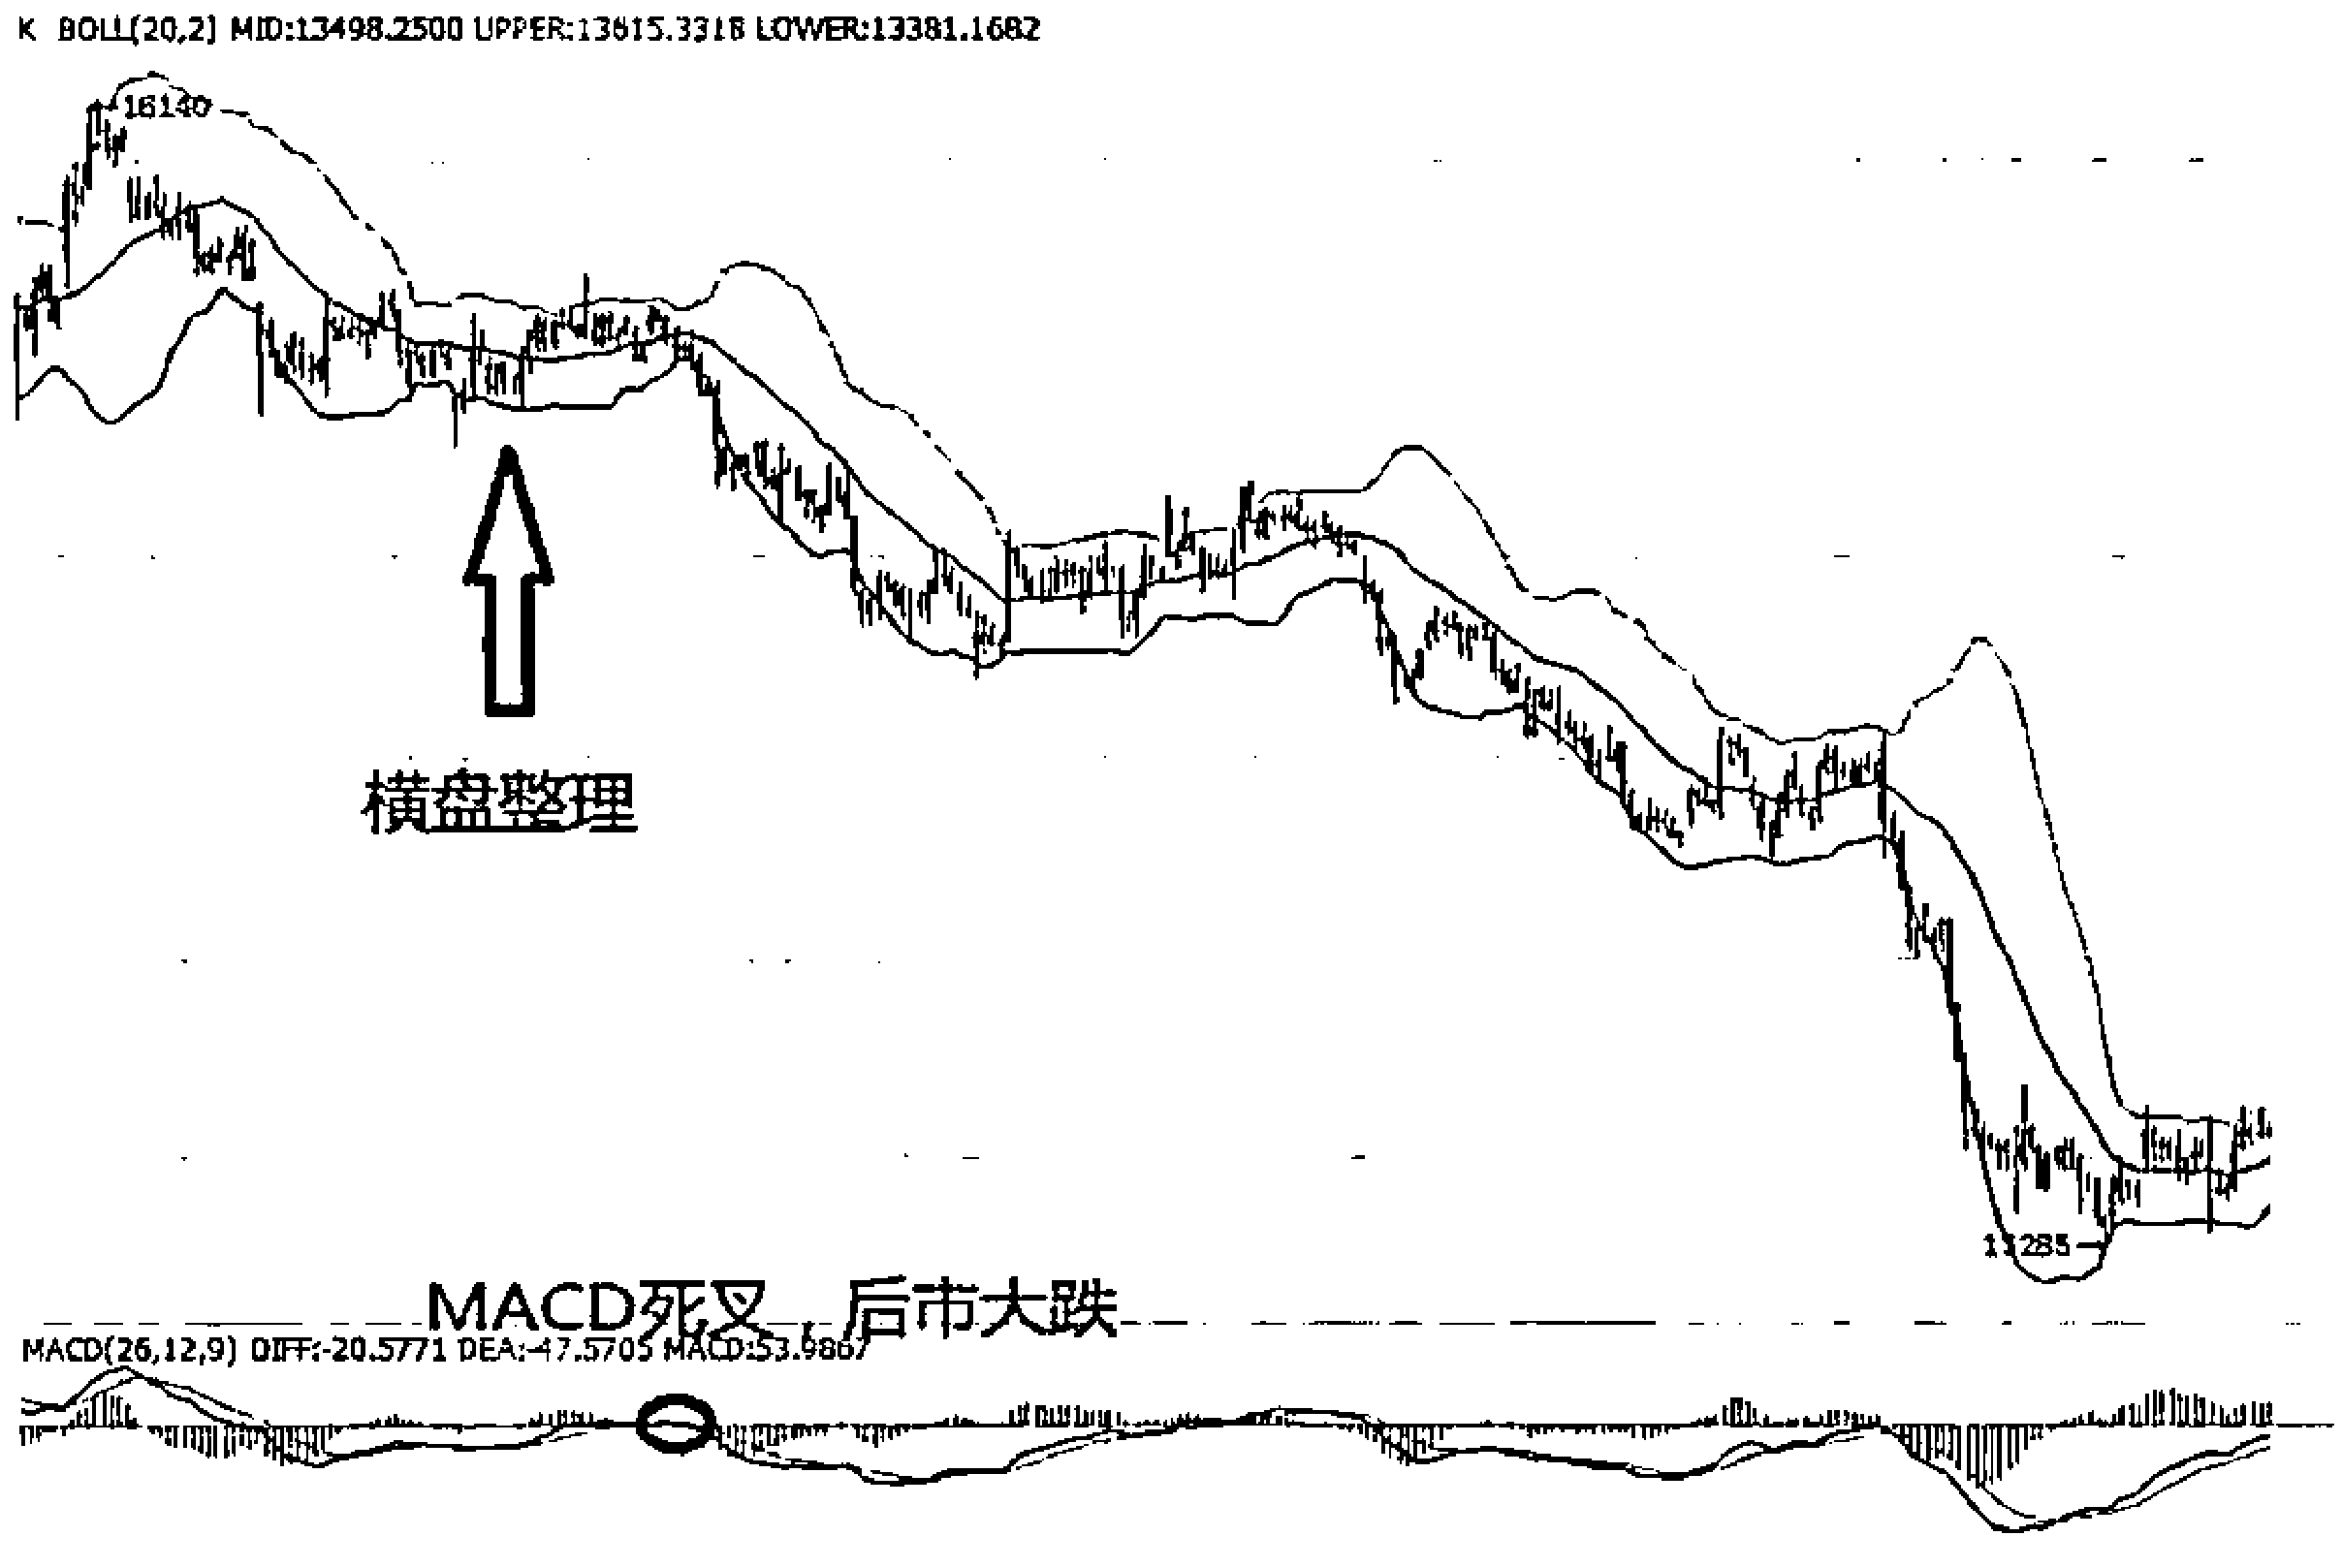 K BOLL(20,2) MID:13498.2500 UPPER:13615.3318 LOWER:13381.1682
16140
横盘整理
13285
MACD死叉，后市大跌
MACD(26,12,9) DIFF:-20.5771 DEA:-47.5705 MACD:53.9867